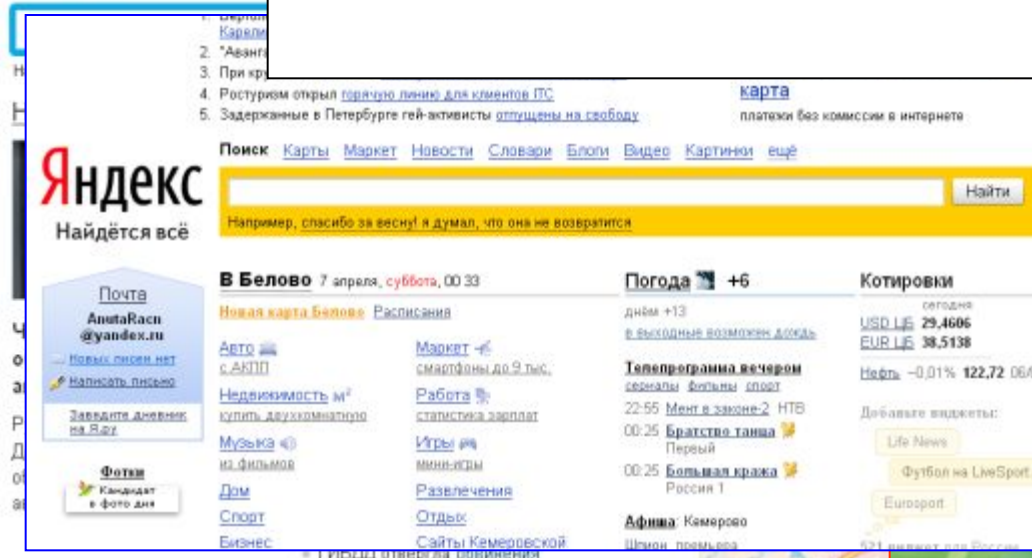 Карели
2. "Аванга
3. При кру
4. Ростуризм открыл горячую линию для клиентов ITC
5. Задержанные в Петербурге гей-активисты отпущены на свободу
карта
платежи без комиссии в интернете
Поиск Карты Маркет Новости Словари Блоги Видео Картинки ещё
Яндекс
Найдётся всё
Найти
Например, спасибо за весну! я думал, что она не возвратится
Почта
AnutaRacn
@yandex.ru
Новых писем нет
Написать письмо
Заведите дневник
на Я.ру
Фотки
Кандидат
в фото дня
В Белово 7 апреля, суббота, 00 33
Новая карта Белово Расписания
Авто
с АКПП
Недвижимость м²
купить двухкомнатную
Музыка
из фильмов
Дом
Спорт
Бизнес
Маркет
смартфоны до 9 тыс.
Работа
статистика зарплат
Игры
мини-игры
Развлечения
Отдых
Сайты Кемеровской
Погода +6
днём +13
в выходные возможен дождь
Телепрограмма вечером
сериалы фильмы спорт
22:55 Мент в законе-2 НТВ
00:25 Братство танца
Первый
00:25 Большая кража
Россия 1
Афиша: Кемерово
Шпион, премьера
Котировки
сегодня
USD ЦБ 29,4606
EUR ЦБ 38,5138
Нефть -0,01% 122,72 06/
Добавьте виджеты:
Life News
Футбол на LiveSport.
Eurosport
521 виджет для России